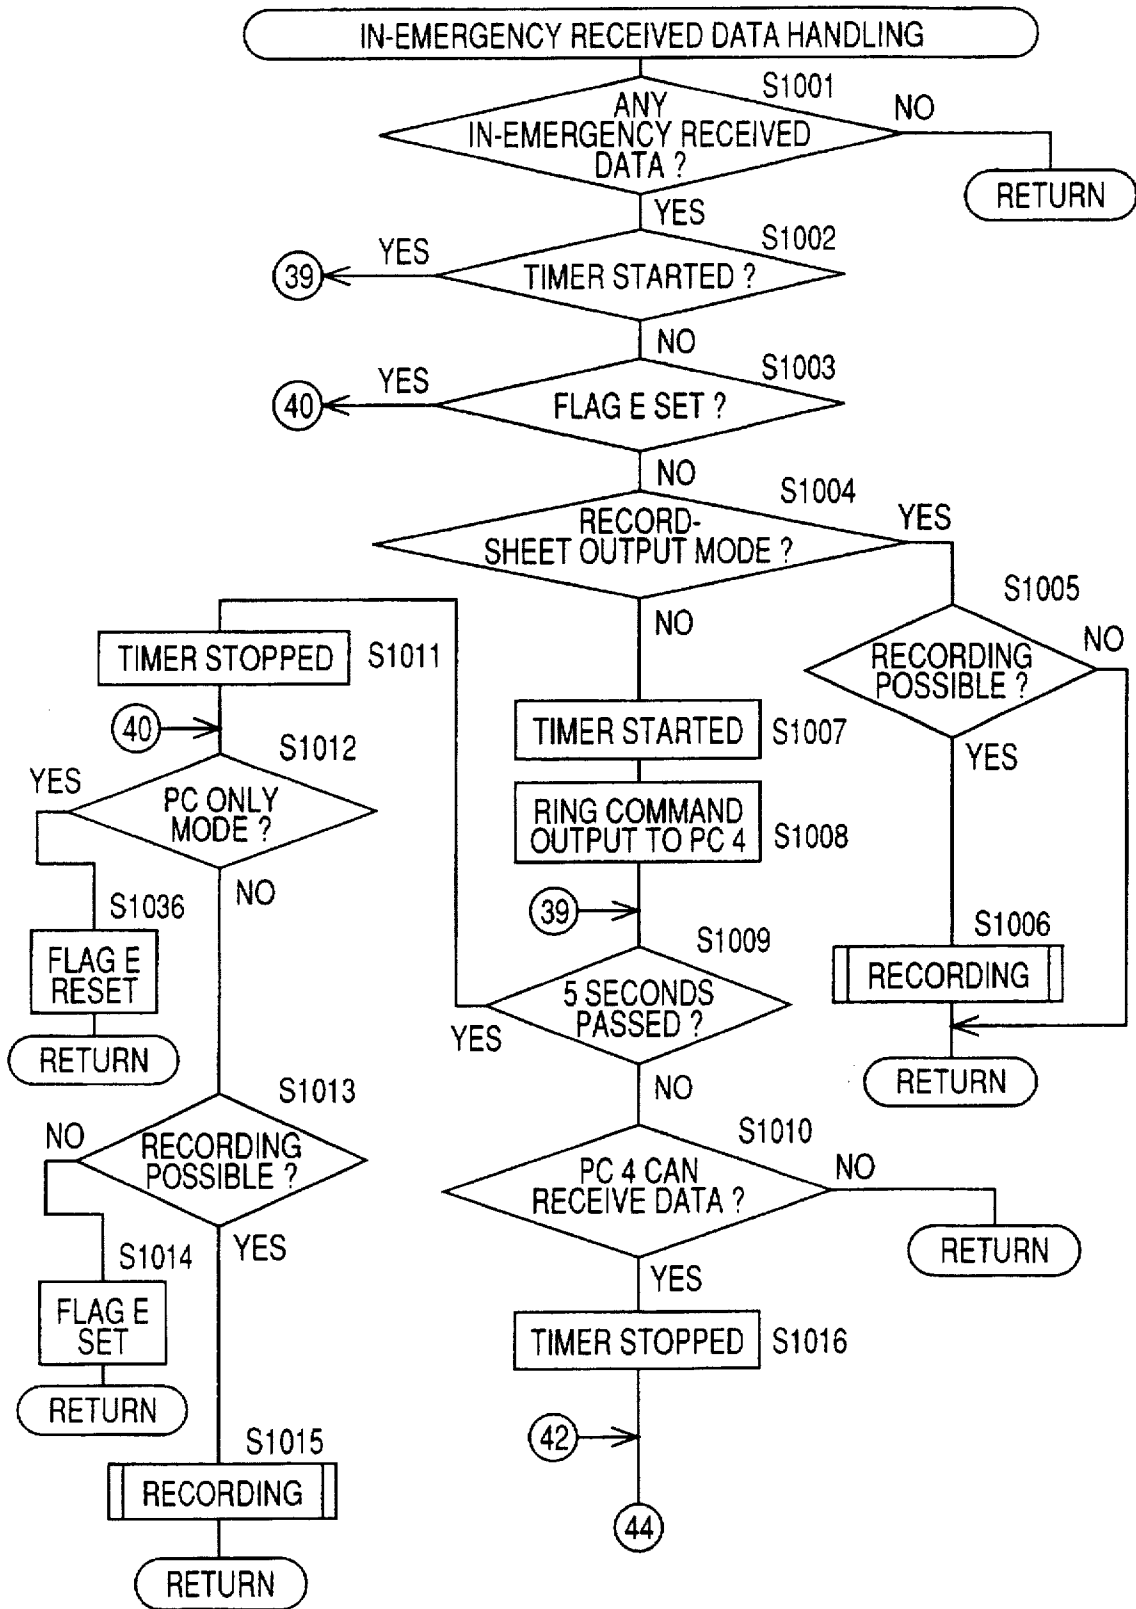 IN-EMERGENCY RECEIVED DATA HANDLING
S1001
ANY
IN-EMERGENCY RECEIVED
DATA ?
NO
RETURN
YES
S1002
TIMER STARTED ?
YES
39
NO
S1003
FLAG E SET ?
YES
40
NO
S1004
RECORD-
SHEET OUTPUT MODE ?
YES
NO
S1005
RECORDING
POSSIBLE ?
NO
YES
S1006
RECORDING
RETURN
TIMER STARTED
S1007
RING COMMAND
OUTPUT TO PC 4
S1008
39
S1009
5 SECONDS
PASSED ?
YES
NO
S1010
PC 4 CAN
RECEIVE DATA ?
NO
RETURN
YES
TIMER STOPPED
S1016
42
44
TIMER STOPPED
S1011
40
S1012
PC ONLY
MODE ?
YES
NO
S1036
FLAG E
RESET
RETURN
S1013
RECORDING
POSSIBLE ?
NO
YES
S1014
FLAG E
SET
RETURN
S1015
RECORDING
RETURN